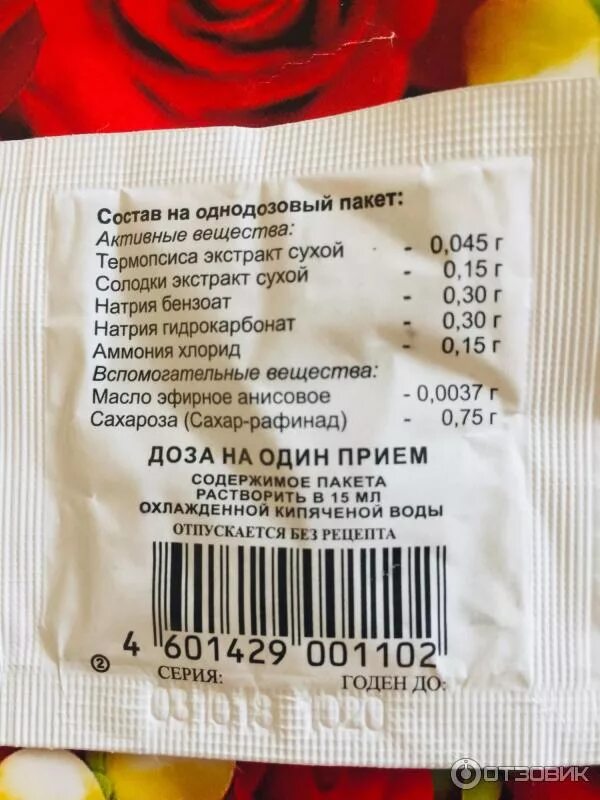 Состав на однодозовый пакет:
Активные вещества:
Термопсиса экстракт сухой - 0,045 г
Солодки экстракт сухой - 0,15 г
Натрия бензоат - 0,30 г
Натрия гидрокарбонат - 0,30 г
Аммония хлорид - 0,15 г
Вспомогательные вещества:
Масло эфирное анисовое - 0,0037 г
Сахароза (Сахар-рафинад) - 0,75 г
ДОЗА НА ОДИН ПРИЕМ
СОДЕРЖИМОЕ ПАКЕТА
РАСТВОРИТЬ В 15 МЛ
ОХЛАЖДЕННОЙ КИПЯЧЕНОЙ ВОДЫ
ОТПУСКАЕТСЯ БЕЗ РЕЦЕПТА
4 601429 001102
2 СЕРИЯ: ГОДЕН ДО:
ОТЗОВИК